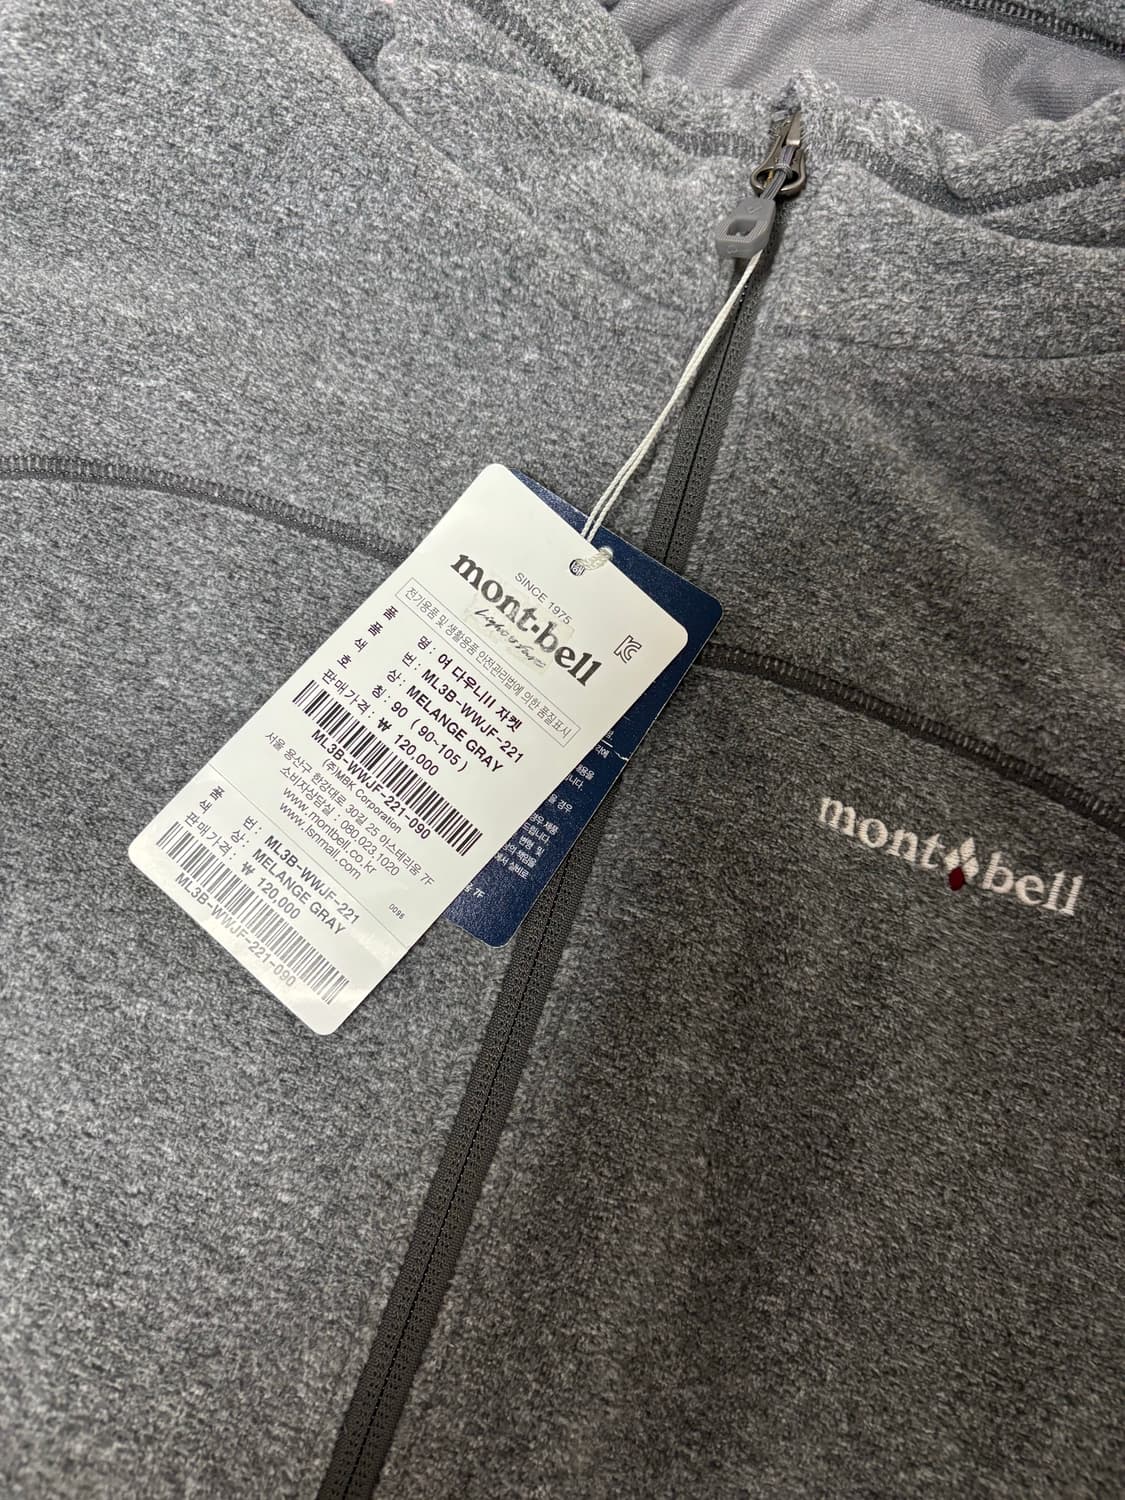 SINCE 1975
mont-bell
Light & Fast
전기용품 및 생활용품 안전관리법에 의한 품질표시
품 명 : 여 다우니III 자켓
품 번 : ML3B-WWJF-221
색 상 : MELANGE GRAY
호 칭 : 90 ( 90~105 )
판매가격 : ₩ 120,000
ML3B-WWJF-221-090
(주)MBK Corporation
서울 용산구 한강대로 30길 25 아스테리움 7F
소비자상담실 : 080.023.1020
www.montbell.co.kr
www.lsnmall.com
0096
품 번 : ML3B-WWJF-221
색 상 : MELANGE GRAY
판매가격 : ₩ 120,000
ML3B-WWJF-221-090
mont bell